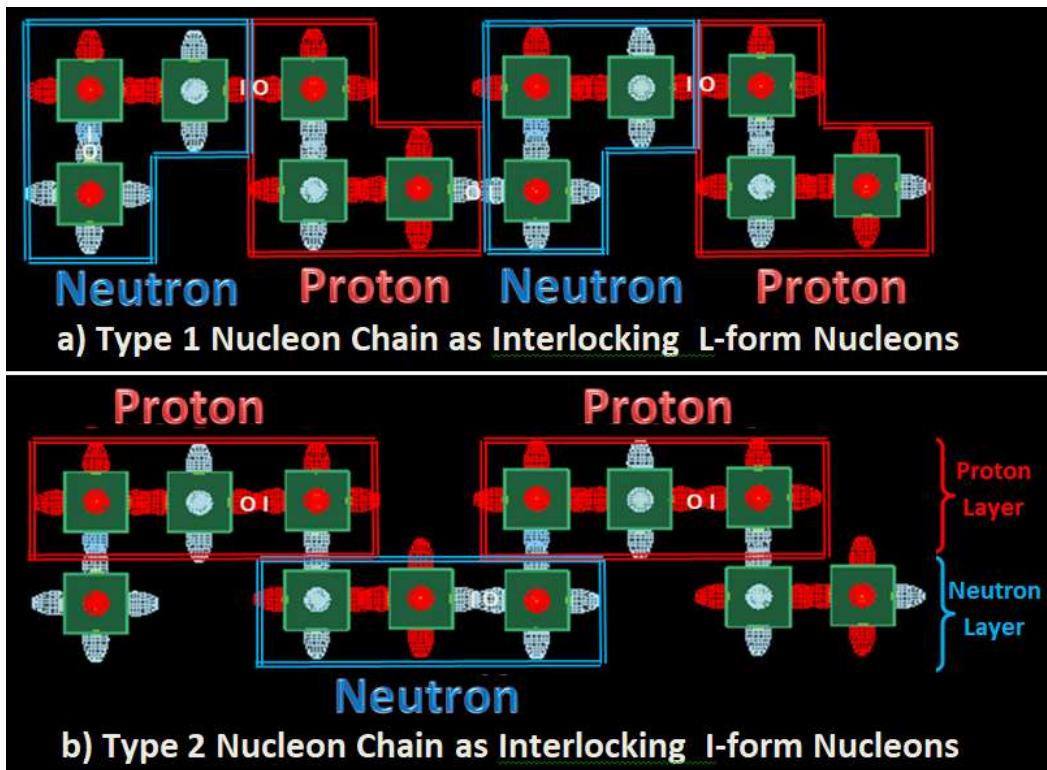 I O
I O
I
O
O
Neutron Proton Neutron Proton
a) Type 1 Nucleon Chain as Interlocking L-form Nucleons
Proton Proton
O I
O I
Proton
Layer
I O
Neutron
Layer
Neutron
b) Type 2 Nucleon Chain as Interlocking I-form Nucleons